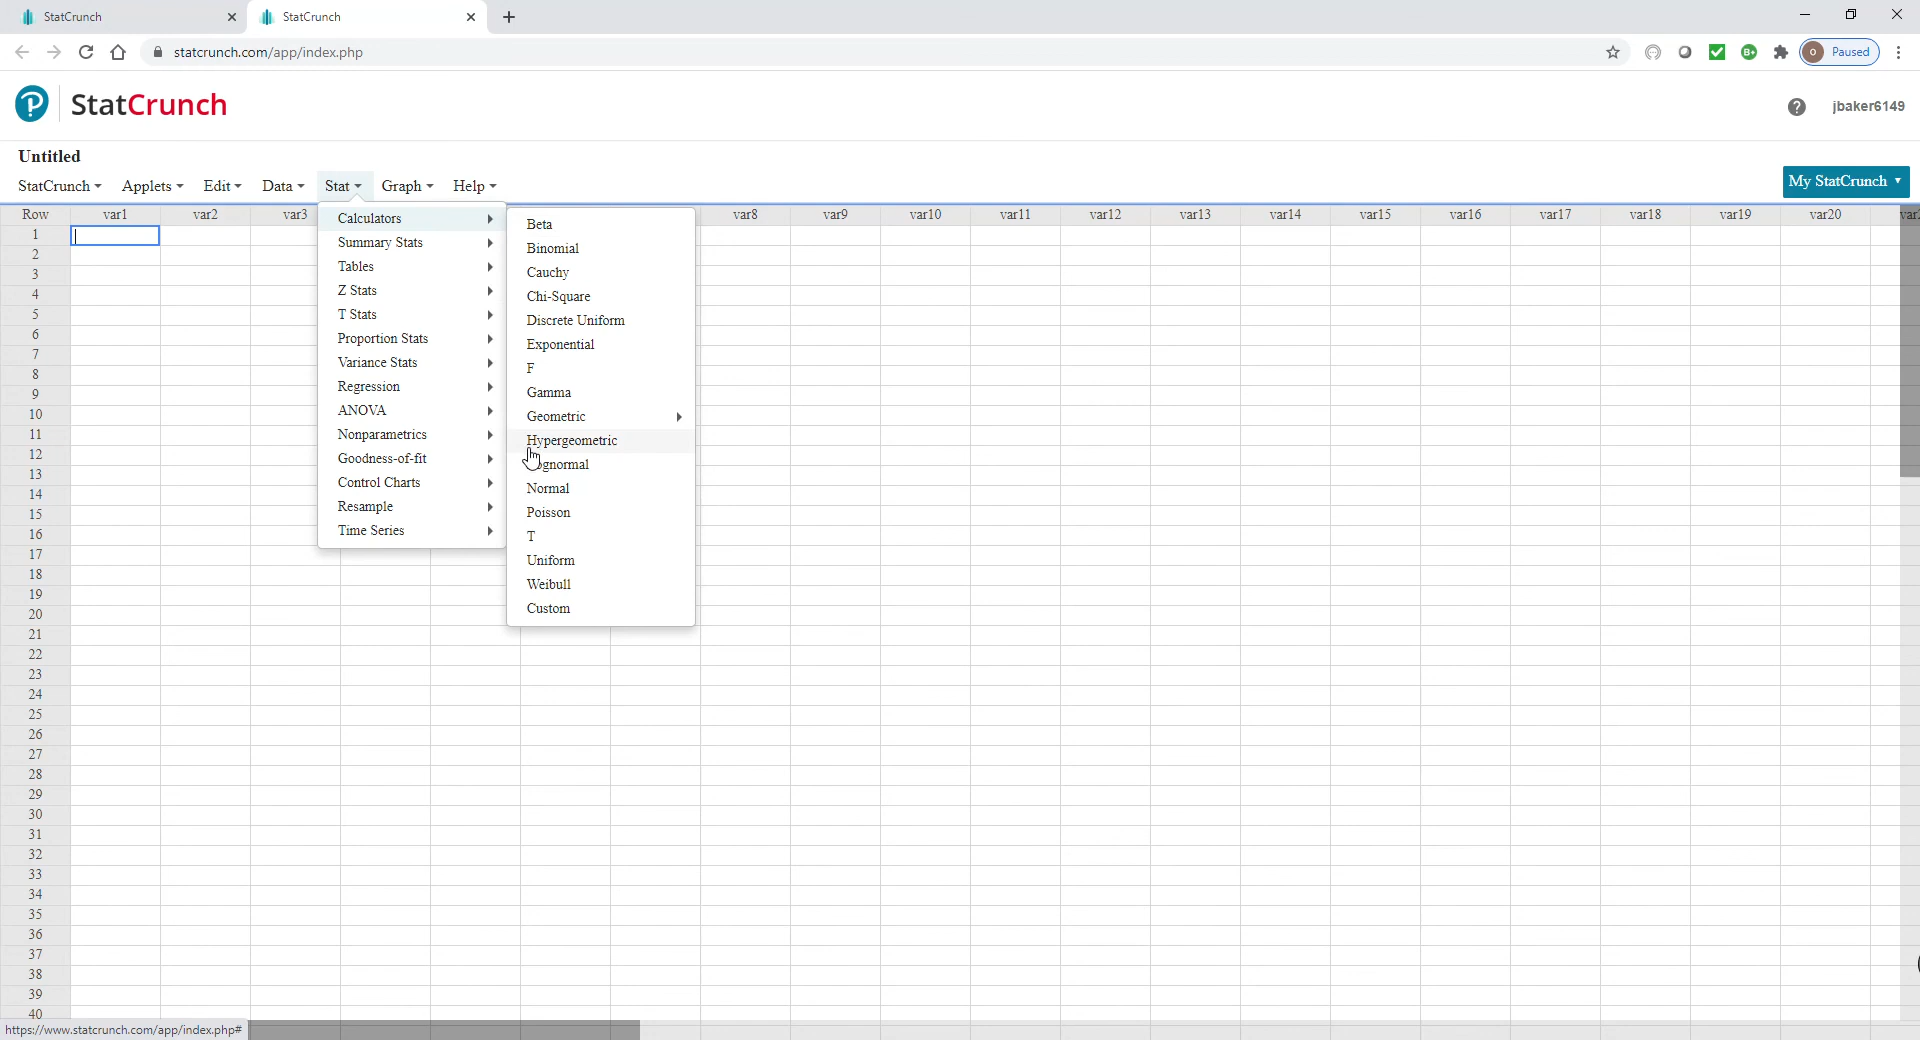 StatCrunch
StatCrunch
statcrunch.com/app/index.php
B+
O Paused
StatCrunch
jbaker6149
Untitled
StatCrunch Applets Edit Data Stat Graph Help
My StatCrunch
Row var1 var2 var3 var8 var9 var10 var11 var12 var13 var14 var15 var16 var17 var18 var19 var20
Calculators
Summary Stats
Tables
Z Stats
T Stats
Proportion Stats
Variance Stats
Regression
ANOVA
Nonparametrics
Goodness-of-fit
Control Charts
Resample
Time Series
Beta
Binomial
Cauchy
Chi-Square
Discrete Uniform
Exponential
F
Gamma
Geometric
Hypergeometric
ognormal
Normal
Poisson
T
Uniform
Weibull
Custom
1
2
3
4
5
6
7
8
9
10
11
12
13
14
15
16
17
18
19
20
21
22
23
24
25
26
27
28
29
30
31
32
33
34
35
36
37
38
39
40
https://www.statcrunch.com/app/index.php#